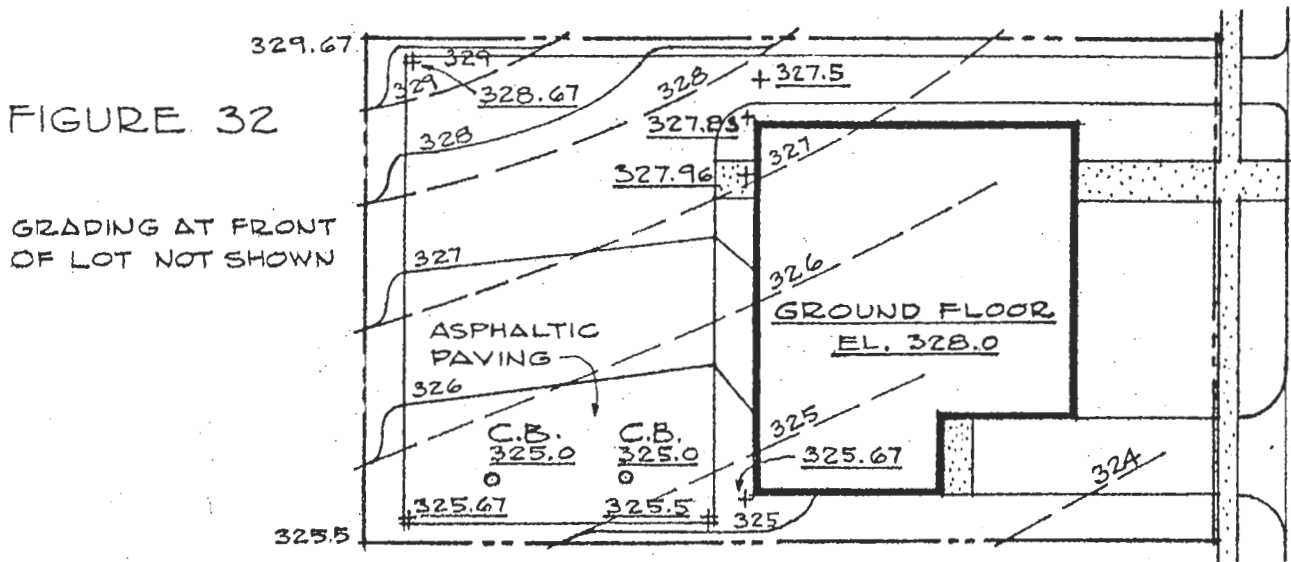 329.67
329
329
328.67
FIGURE 32
328
327.5
328
327.83
327
327.96
GRADING AT FRONT
OF LOT NOT SHOWN
327
326
GROUND FLOOR
EL. 328.0
ASPHALTIC
PAVING
326
325
C.B.
325.0
C.B.
325.0
325.67
324
325.67
325.5
325
325.5